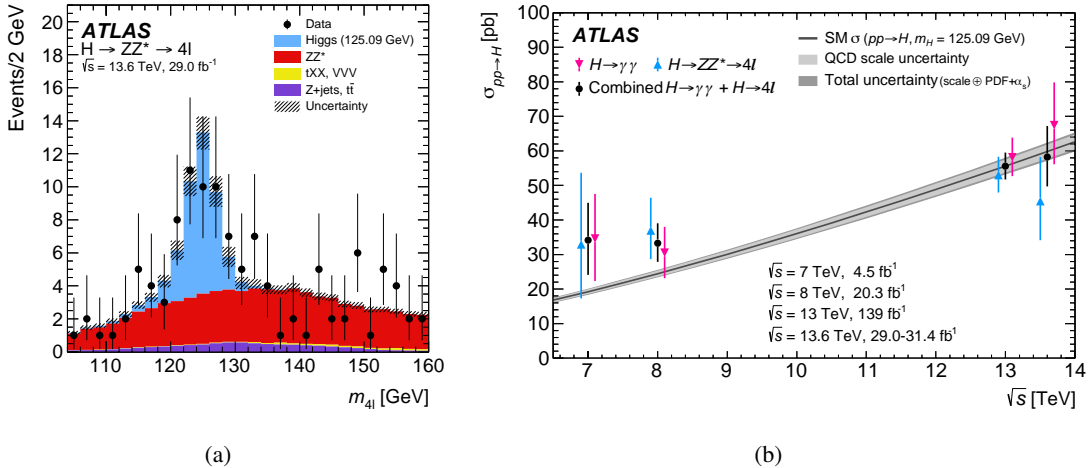 Events/2 GeV
22
20
18
16
14
12
10
8
6
4
2
0
ATLAS
H → ZZ* → 4l
√s = 13.6 TeV, 29.0 fb⁻¹
Data
Higgs (125.09 GeV)
ZZ*
tXX, VVV
Z+jets, tt̄
Uncertainty
110 120 130 140 150 160
m4l [GeV]
(a)
σpp→H [pb]
100
90
80
70
60
50
40
30
20
10
0
ATLAS
H→γγ H→ZZ*→4l
Combined H→γγ + H→4l
SM σ (pp→H, mH = 125.09 GeV)
QCD scale uncertainty
Total uncertainty (scale ⊕ PDF+αs)
√s = 7 TeV, 4.5 fb⁻¹
√s = 8 TeV, 20.3 fb⁻¹
√s = 13 TeV, 139 fb⁻¹
√s = 13.6 TeV, 29.0-31.4 fb⁻¹
7 8 9 10 11 12 13 14
√s [TeV]
(b)